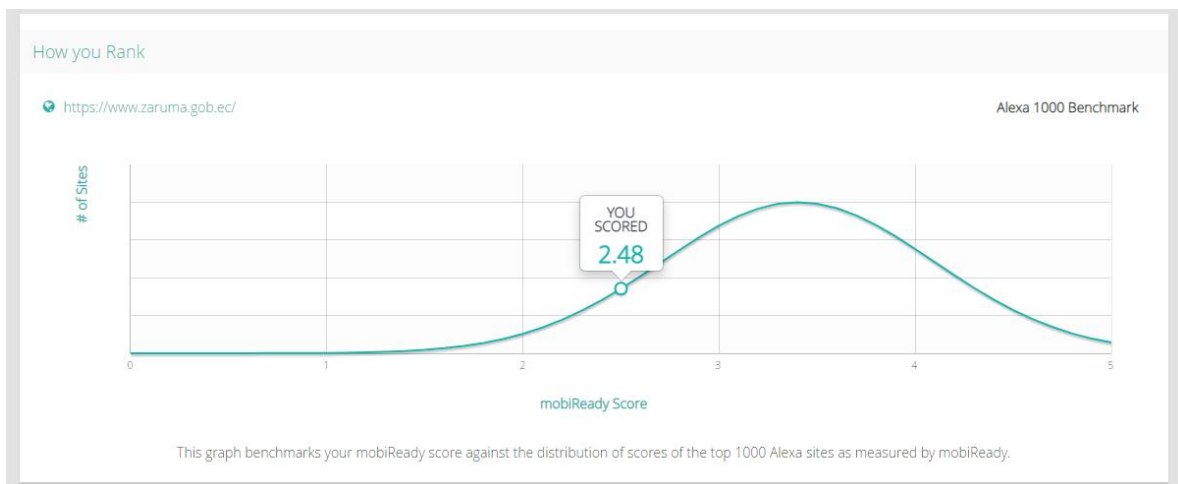 How you Rank
https://www.zaruma.gob.ec/
Alexa 1000 Benchmark
# of Sites
YOU
SCORED
2.48
0 1 2 3 4 5
mobiReady Score
This graph benchmarks your mobiReady score against the distribution of scores of the top 1000 Alexa sites as measured by mobiReady.